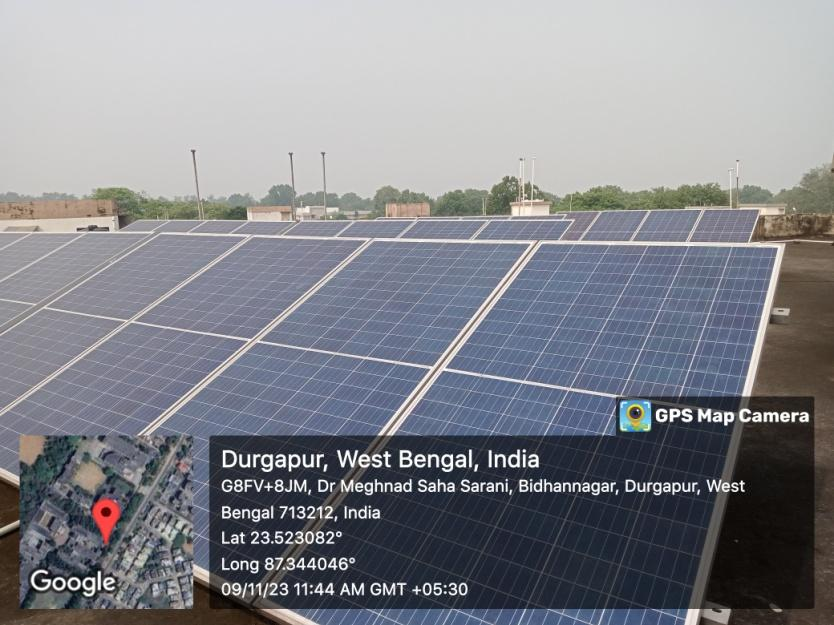 GPS Map Camera
Durgapur, West Bengal, India
G8FV+8JM, Dr Meghnad Saha Sarani, Bidhannagar, Durgapur, West
Bengal 713212, India
Lat 23.523082°
Long 87.344046°
09/11/23 11:44 AM GMT +05:30
Google